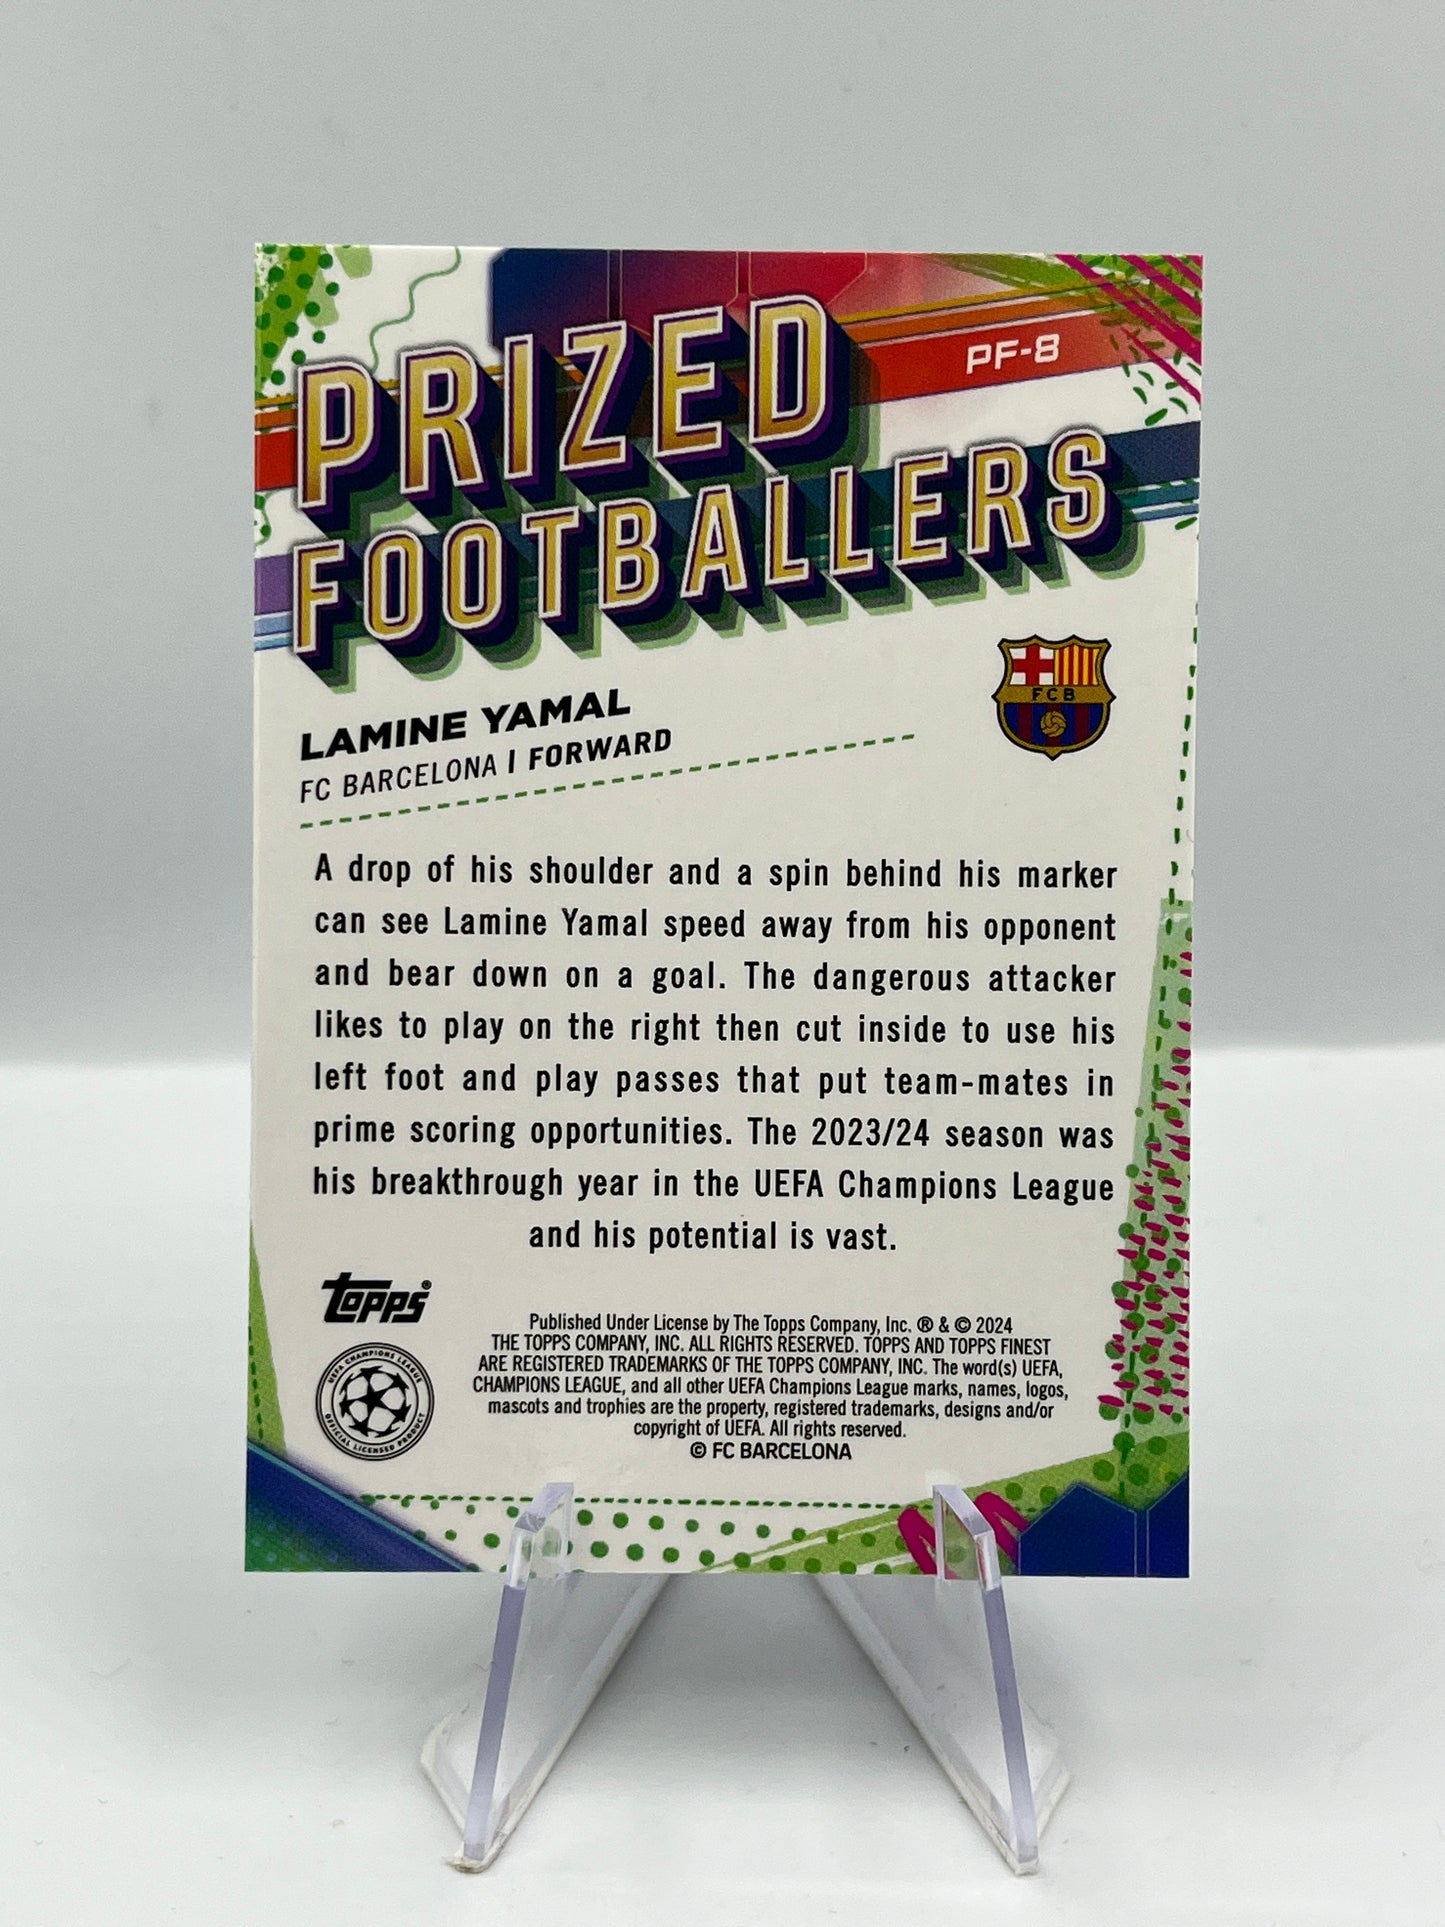 PRIZED
PF-8
FOOTBALLERS
FCB
LAMINE YAMAL
FC BARCELONA | FORWARD
A drop of his shoulder and a spin behind his marker
can see Lamine Yamal speed away from his opponent
and bear down on a goal. The dangerous attacker
likes to play on the right then cut inside to use his
left foot and play passes that put team-mates in
prime scoring opportunities. The 2023/24 season was
his breakthrough year in the UEFA Champions League
and his potential is vast.
Topps®
UEFA CHAMPIONS LEAGUE
OFFICIAL LICENSED PRODUCT
Published Under License by The Topps Company, Inc. ® & © 2024
THE TOPPS COMPANY, INC. ALL RIGHTS RESERVED. TOPPS AND TOPPS FINEST
ARE REGISTERED TRADEMARKS OF THE TOPPS COMPANY, INC. The word(s) UEFA,
CHAMPIONS LEAGUE, and all other UEFA Champions League marks, names, logos,
mascots and trophies are the property, registered trademarks, designs and/or
copyright of UEFA. All rights reserved.
© FC BARCELONA